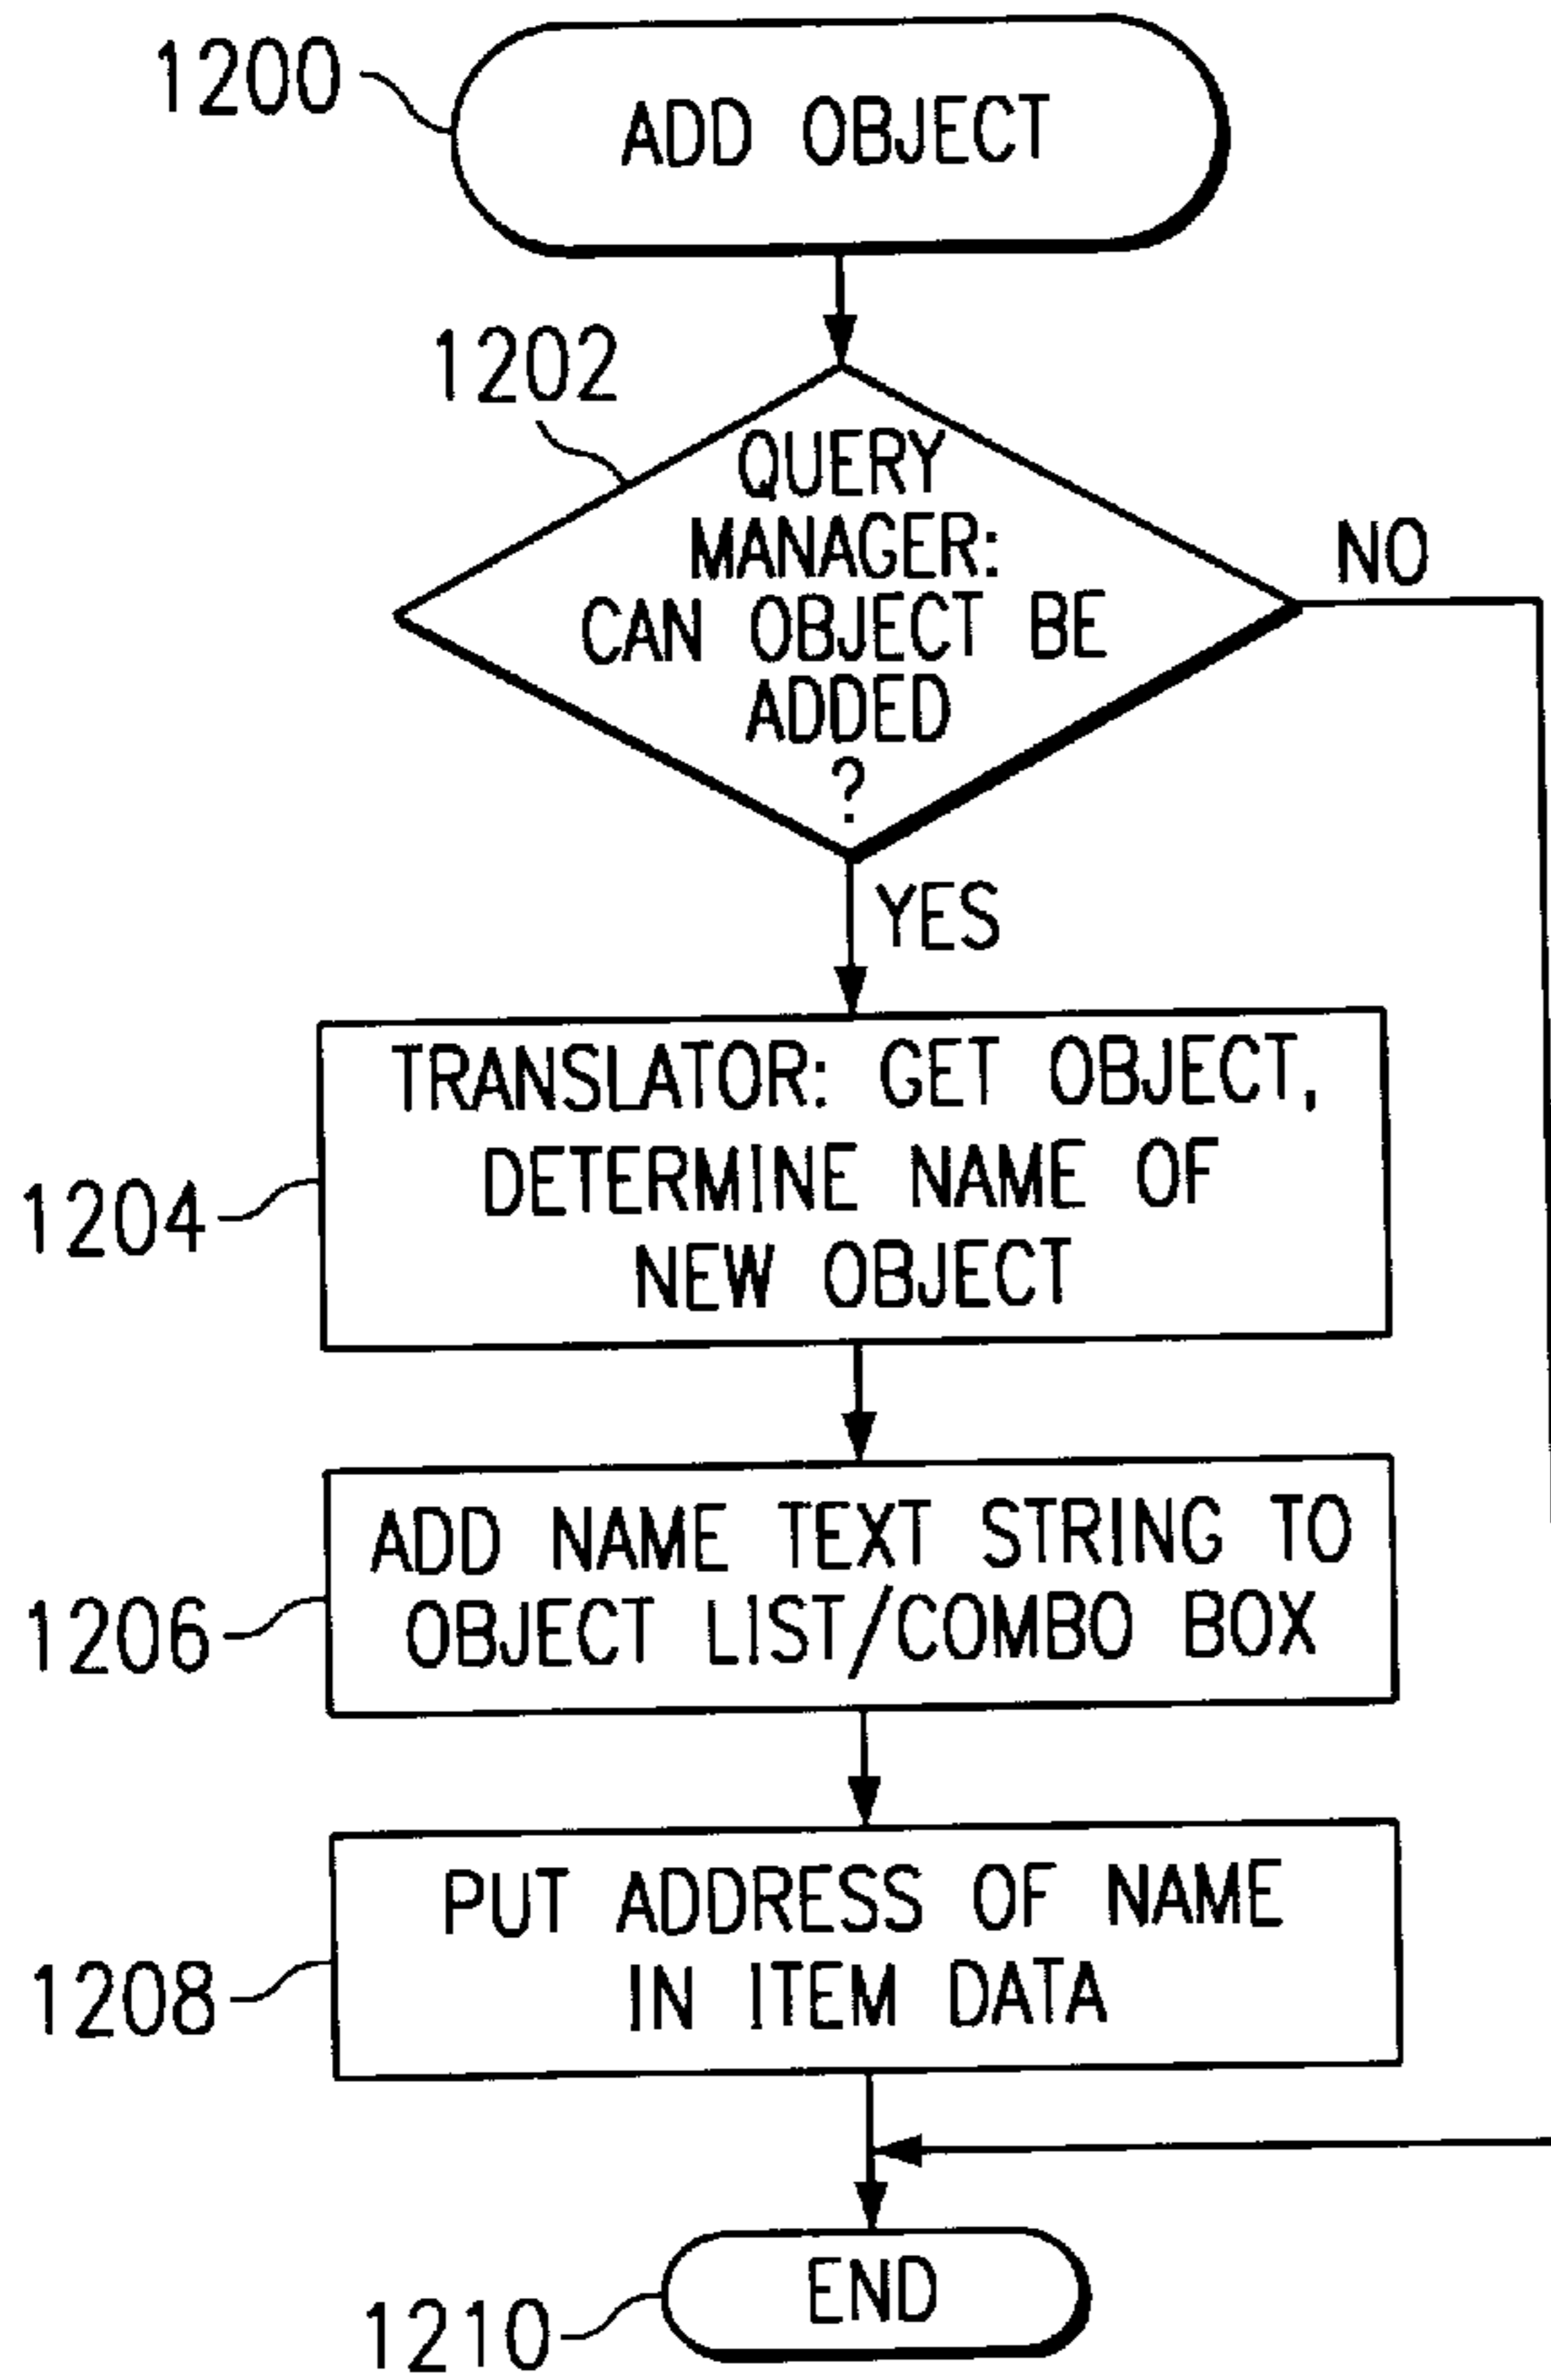 1200
ADD OBJECT
1202
QUERY
MANAGER:
CAN OBJECT BE
ADDED
?
NO
YES
TRANSLATOR: GET OBJECT,
DETERMINE NAME OF
NEW OBJECT
1204
ADD NAME TEXT STRING TO
OBJECT LIST/COMBO BOX
1206
PUT ADDRESS OF NAME
IN ITEM DATA
1208
END
1210